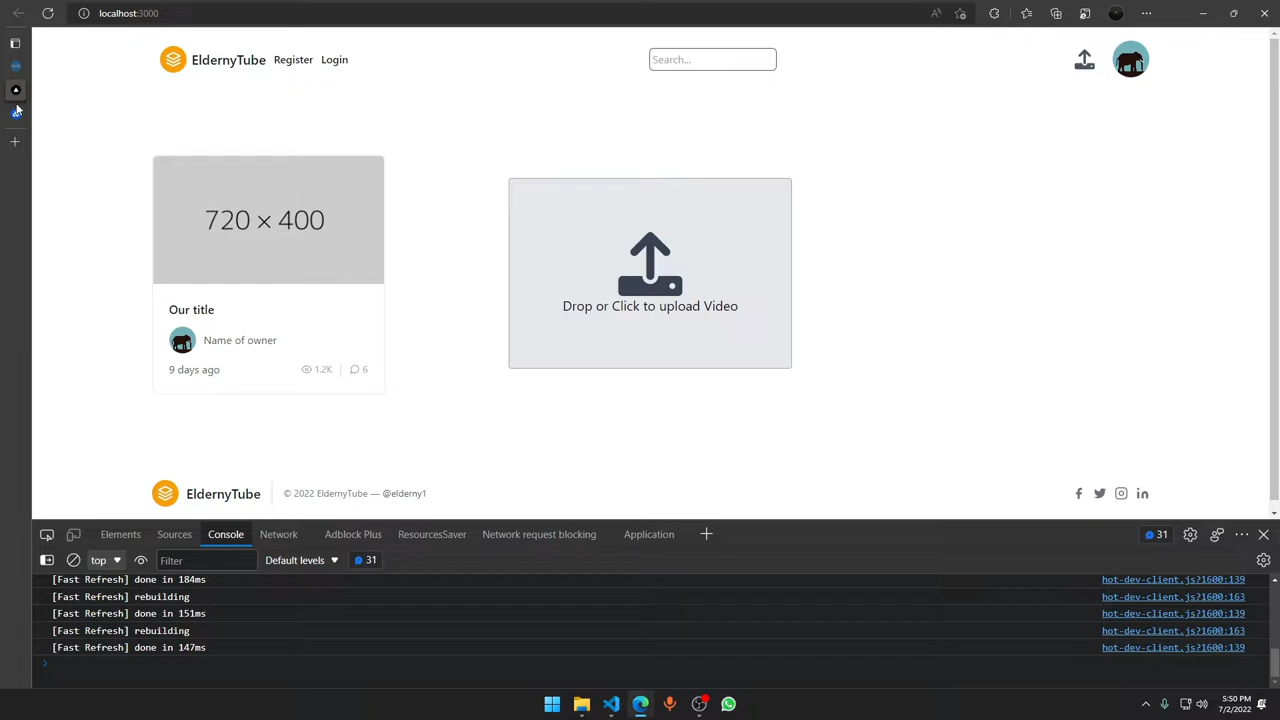 localhost:3000
EldernyTube Register Login
Search...
720 × 400
Our title
Name of owner
9 days ago
1.2K
6
Drop or Click to upload Video
EldernyTube
© 2022 EldernyTube — @elderny1
Elements Sources Console Network Adblock Plus ResourcesSaver Network request blocking Application
31
top
Filter
Default levels
31
[Fast Refresh] done in 184ms hot-dev-client.js?1600:139
[Fast Refresh] rebuilding hot-dev-client.js?1600:163
[Fast Refresh] done in 151ms hot-dev-client.js?1600:139
[Fast Refresh] rebuilding hot-dev-client.js?1600:163
[Fast Refresh] done in 147ms hot-dev-client.js?1600:139
5:50 PM
7/2/2022